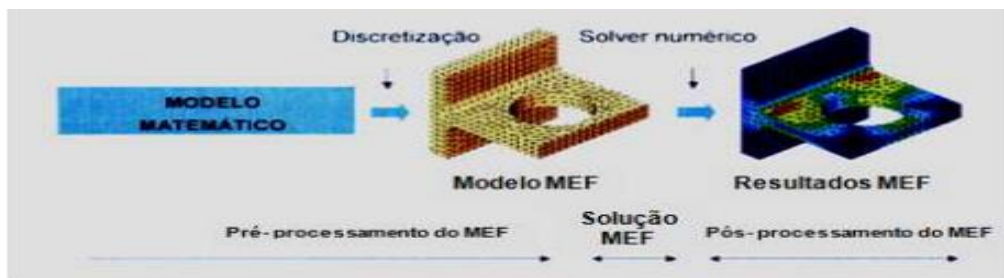 Discretização
Solver numérico
MODELO
MATEMÁTICO
Modelo MEF
Resultados MEF
Pré-processamento do MEF
Solução
MEF
Pós-processamento do MEF